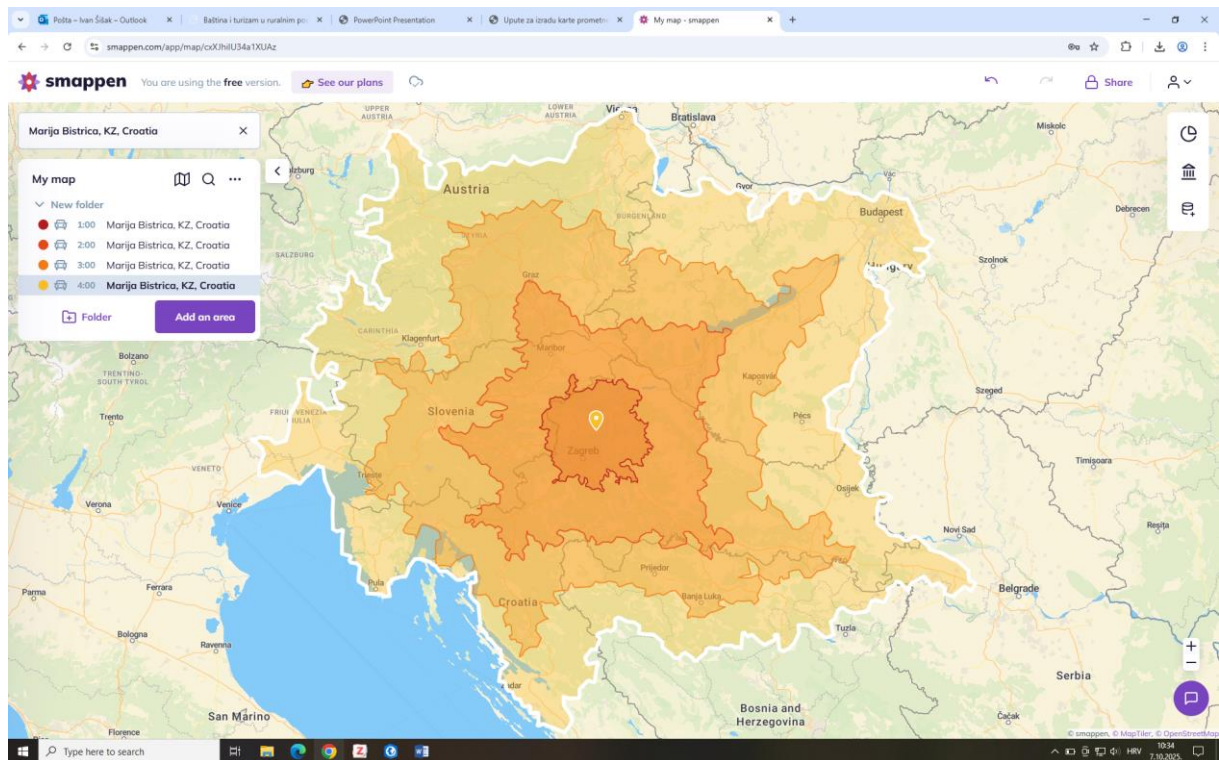 Pošta – Ivan Šišak – Outlook
Baština i turizam u ruralnim po
PowerPoint Presentation
Upute za izradu karte prometn
My map - smappen
smappen.com/app/map/cxXJhilU34a1XUAz
smappen
You are using the free version.
See our plans
Share
Marija Bistrica, KZ, Croatia
My map
New folder
1:00 Marija Bistrica, KZ, Croatia
2:00 Marija Bistrica, KZ, Croatia
3:00 Marija Bistrica, KZ, Croatia
4:00 Marija Bistrica, KZ, Croatia
Folder
Add an area
UPPER
AUSTRIA
LOWER
AUSTRIA
Bratislava
Miskolc
Austria
Gyor
Vác
Budapest
Debrecen
BURGENLAND
SALZBURG
Szolnok
Hungary
Graz
CARINTHIA
Klagenfurt
Maribor
Bolzano
TRENTINO-
SOUTH TYROL
Kaposvár
Szeged
Trento
Slovenia
Pécs
Zagreb
VENETO
Trieste
Timișoara
Osijek
Verona
Venice
Novi Sad
Reșița
Prijedor
Parma
Ferrara
Pula
Croatia
Banja Luka
Belgrade
Bologna
Ravenna
Tuzla
Serbia
San Marino
Bosnia and
Herzegovina
Čačak
Florence
© smappen, © MapTiler, © OpenStreetMap
Type here to search
HRV
10:34
7.10.2025.